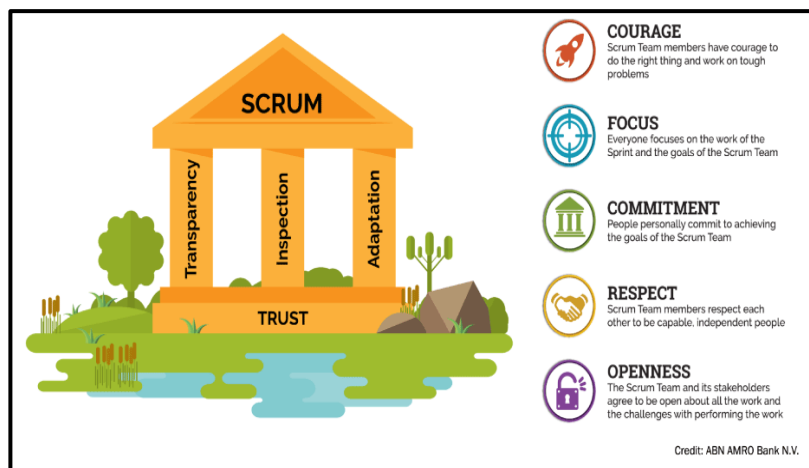 SCRUM
Transparency
Inspection
Adaptation
TRUST
COURAGE
Scrum Team members have courage to
do the right thing and work on tough
problems
FOCUS
Everyone focuses on the work of the
Sprint and the goals of the Scrum Team
COMMITMENT
People personally commit to achieving
the goals of the Scrum Team
RESPECT
Scrum Team members respect each
other to be capable, independent people
OPENNESS
The Scrum Team and its stakeholders
agree to be open about all the work and
the challenges with performing the work
Credit: ABN AMRO Bank N.V.